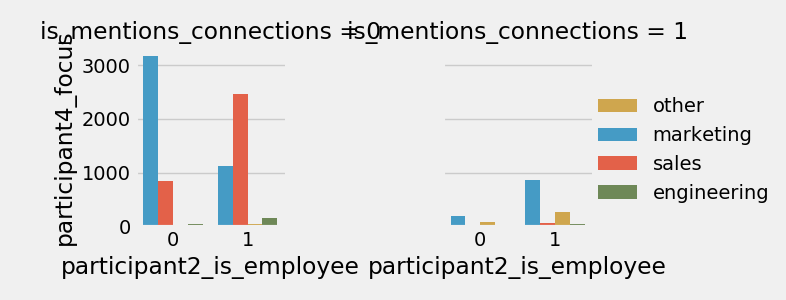 is_mentions_connections = 0
is_mentions_connections = 1
participant4_focus
3000
2000
1000
0
0
1
0
1
participant2_is_employee
participant2_is_employee
other
marketing
sales
engineering